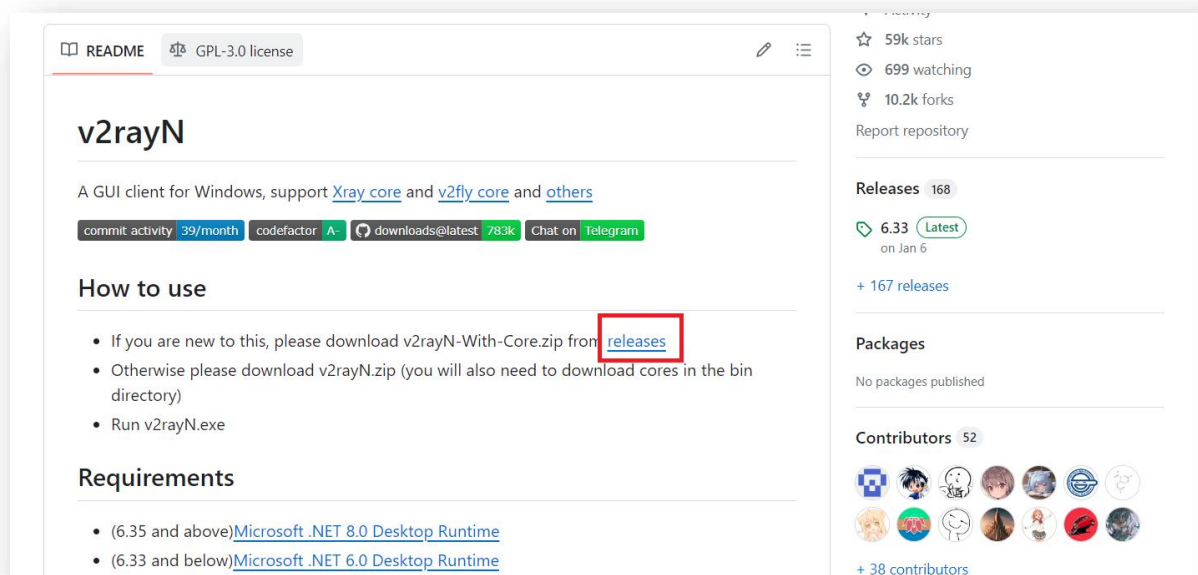 Activity
README
GPL-3.0 license
v2rayN
A GUI client for Windows, support Xray core and v2fly core and others
commit activity 39/month codefactor A- downloads@latest 783k Chat on Telegram
How to use
If you are new to this, please download v2rayN-With-Core.zip from releases
Otherwise please download v2rayN.zip (you will also need to download cores in the bin
directory)
Run v2rayN.exe
Requirements
(6.35 and above)Microsoft .NET 8.0 Desktop Runtime
(6.33 and below)Microsoft .NET 6.0 Desktop Runtime
59k stars
699 watching
10.2k forks
Report repository
Releases 168
6.33 Latest
on Jan 6
+ 167 releases
Packages
No packages published
Contributors 52
+ 38 contributors